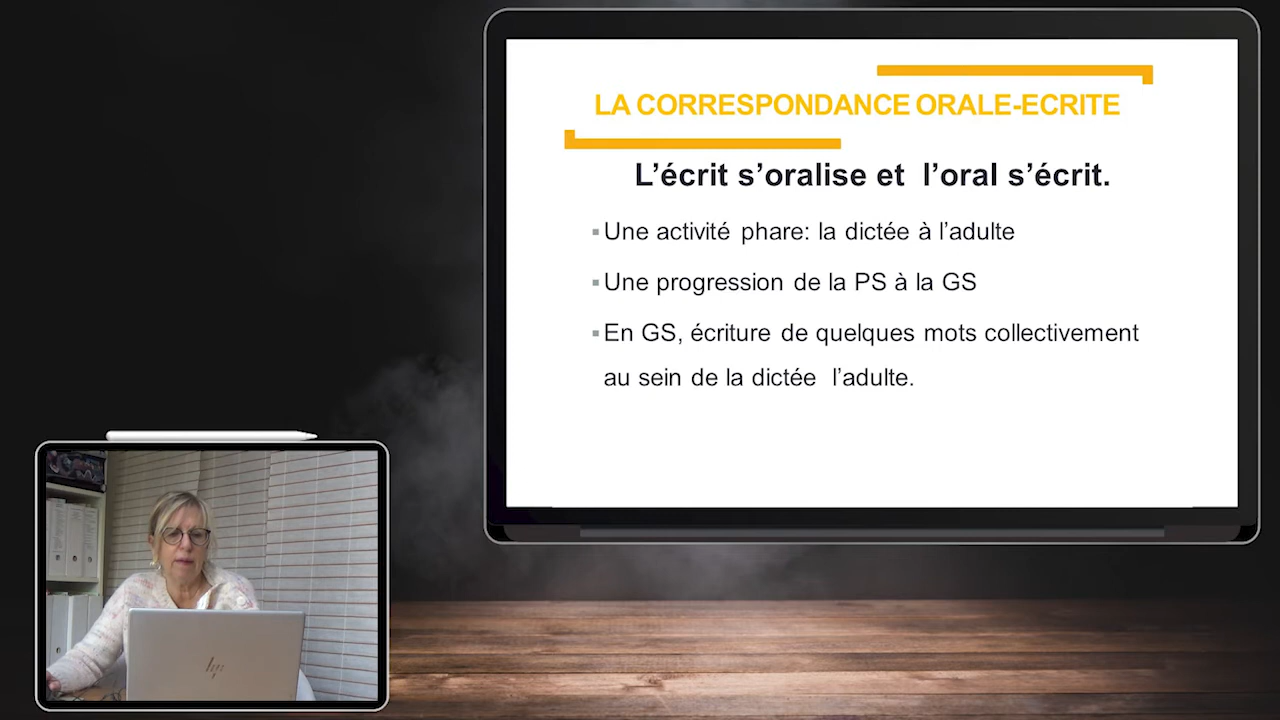 LA CORRESPONDANCE ORALE-ECRITE
L’écrit s’oralise et l’oral s’écrit.
▪Une activité phare: la dictée à l’adulte
▪Une progression de la PS à la GS
▪En GS, écriture de quelques mots collectivement
au sein de la dictée l’adulte.
hp